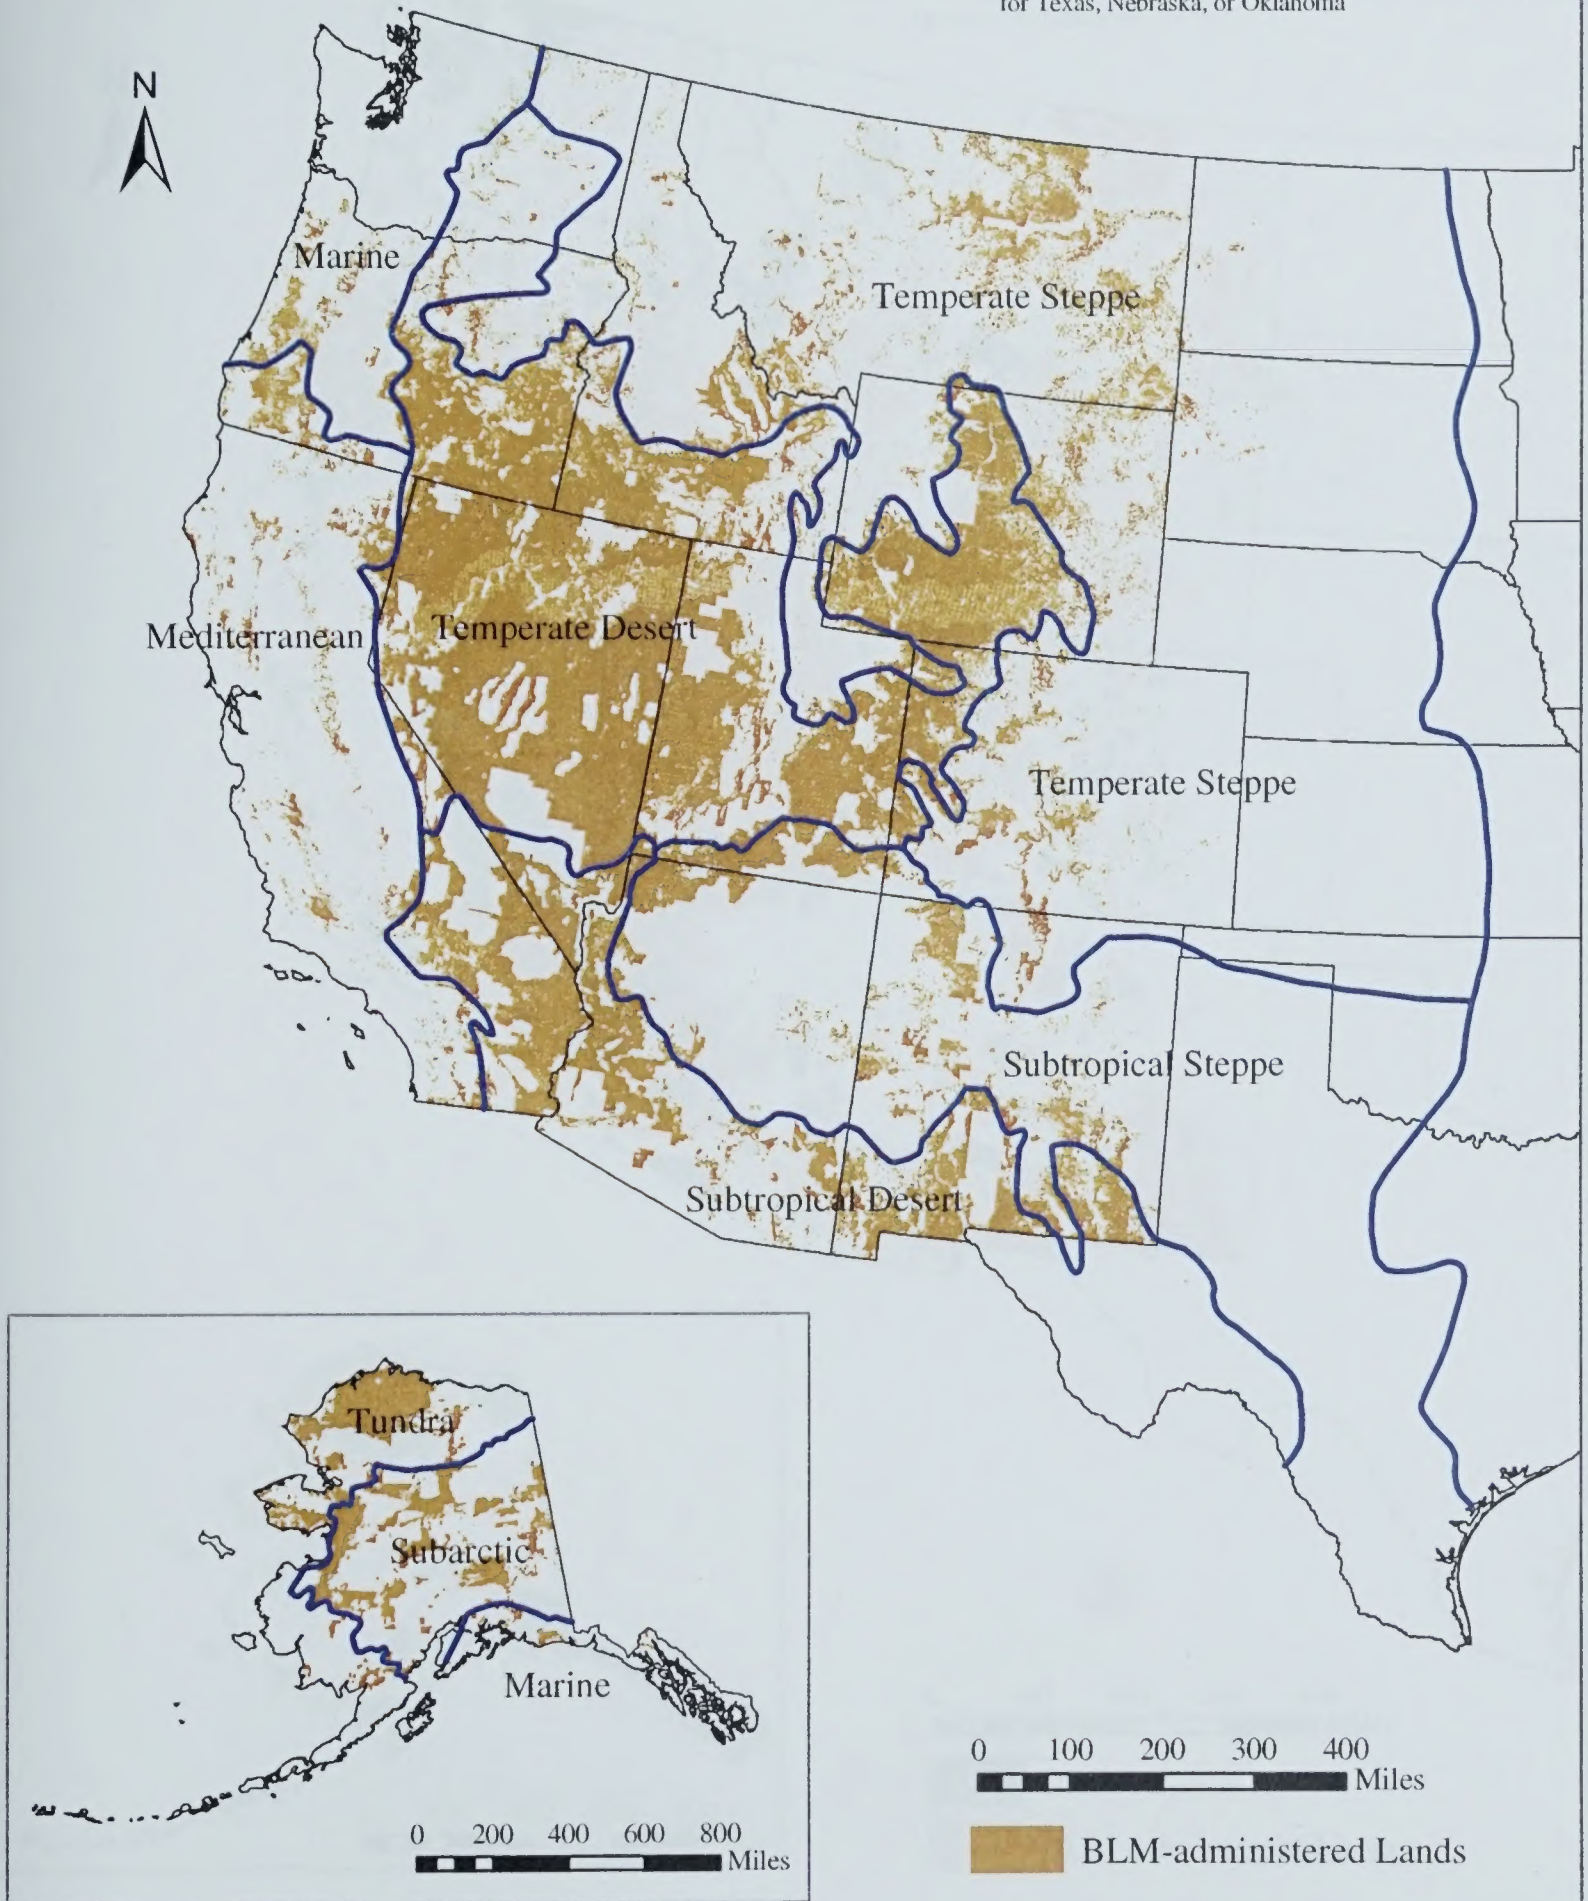 for Texas, Nebraska, or Oklahoma
N
Marine
Temperate Steppe
Mediterranean
Temperate Desert
Temperate Steppe
Subtropical Steppe
Subtropical Desert
Tundra
Subarctic
Marine
0 200 400 600 800
Miles
0 100 200 300 400
Miles
BLM-administered Lands